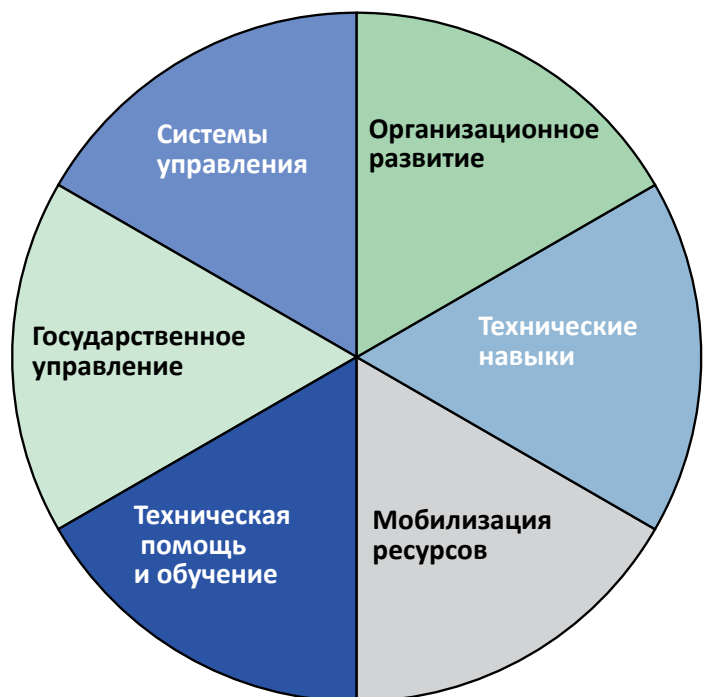 Системы
управления
Организационное
развитие
Государственное
управление
Технические
навыки
Техническая
помощь
и обучение
Мобилизация
ресурсов